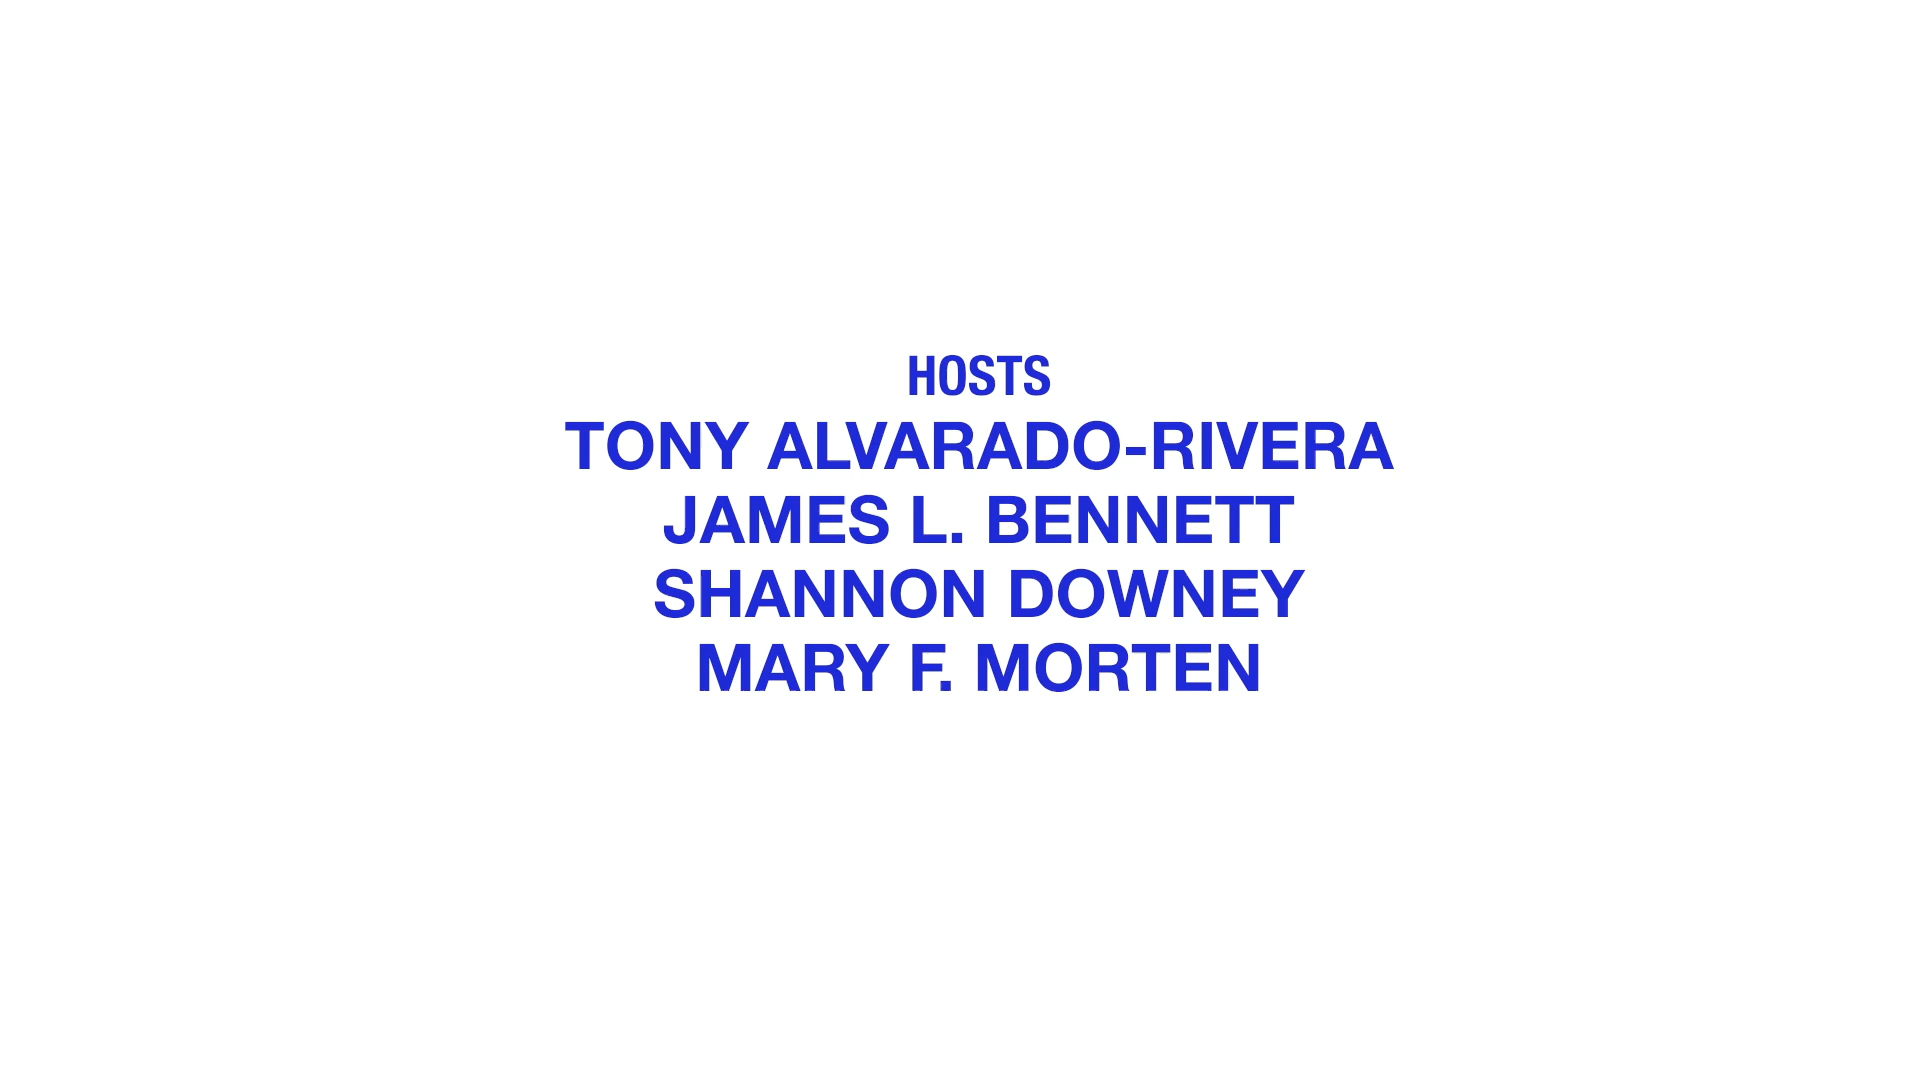 HOSTS
TONY ALVARADO-RIVERA
JAMES L. BENNETT
SHANNON DOWNEY
MARY F. MORTEN